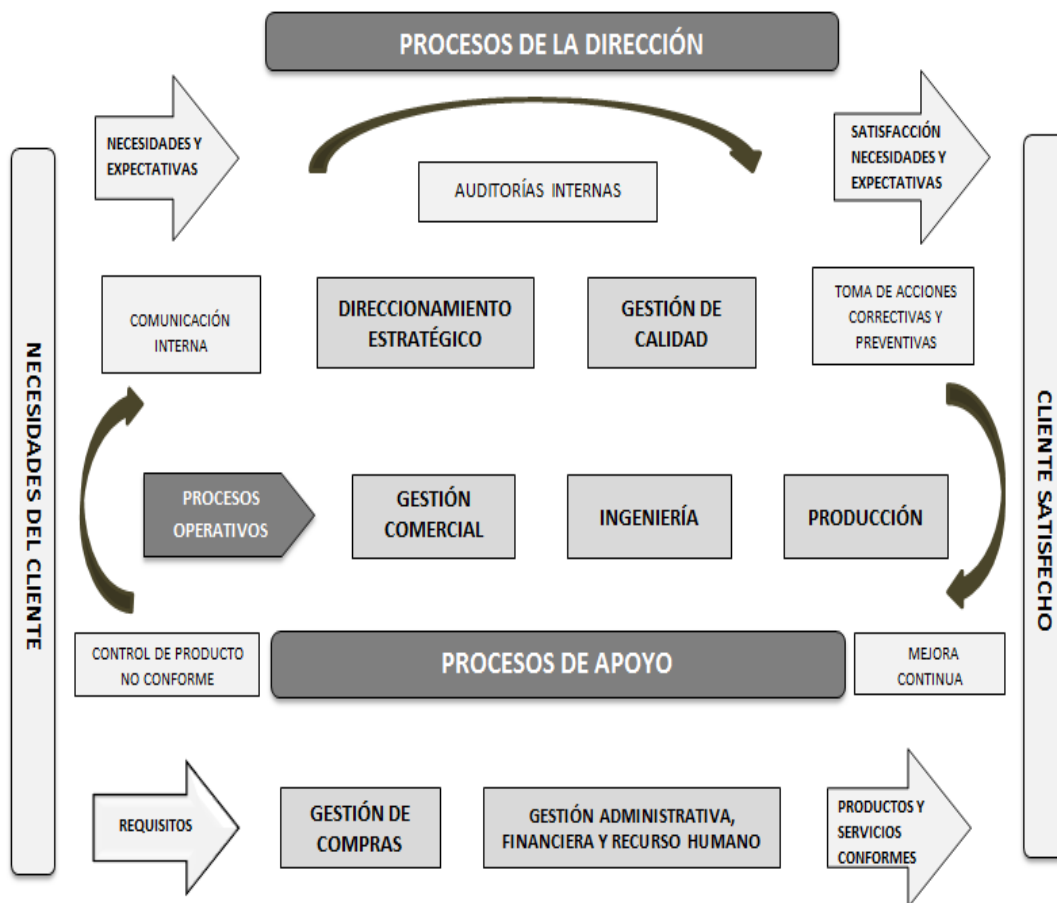 PROCESOS DE LA DIRECCIÓN
NECESIDADES Y
EXPECTATIVAS
SATISFACCIÓN
NECESIDADES Y
EXPECTATIVAS
AUDITORÍAS INTERNAS
NECESIDADES DEL CLIENTE
CLIENTE SATISFECHO
COMUNICACIÓN
INTERNA
DIRECCIONAMIENTO
ESTRATÉGICO
GESTIÓN DE
CALIDAD
TOMA DE ACCIONES
CORRECTIVAS Y
PREVENTIVAS
PROCESOS
OPERATIVOS
GESTIÓN
COMERCIAL
INGENIERÍA
PRODUCCIÓN
CONTROL DE PRODUCTO
NO CONFORME
PROCESOS DE APOYO
MEJORA
CONTINUA
REQUISITOS
GESTIÓN DE
COMPRAS
GESTIÓN ADMINISTRATIVA,
FINANCIERA Y RECURSO HUMANO
PRODUCTOS Y
SERVICIOS
CONFORMES